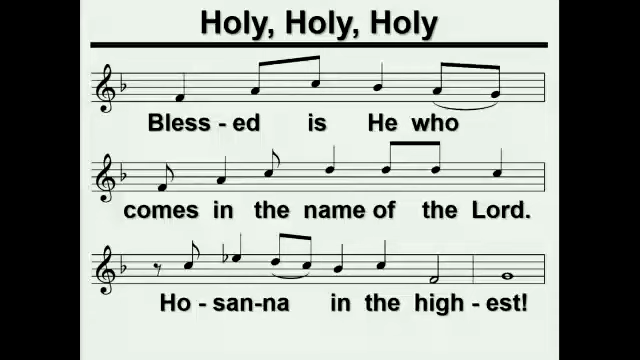 Holy, Holy, Holy
Bless - ed is He who
comes in the name of the Lord.
Ho - san-na in the high - est!